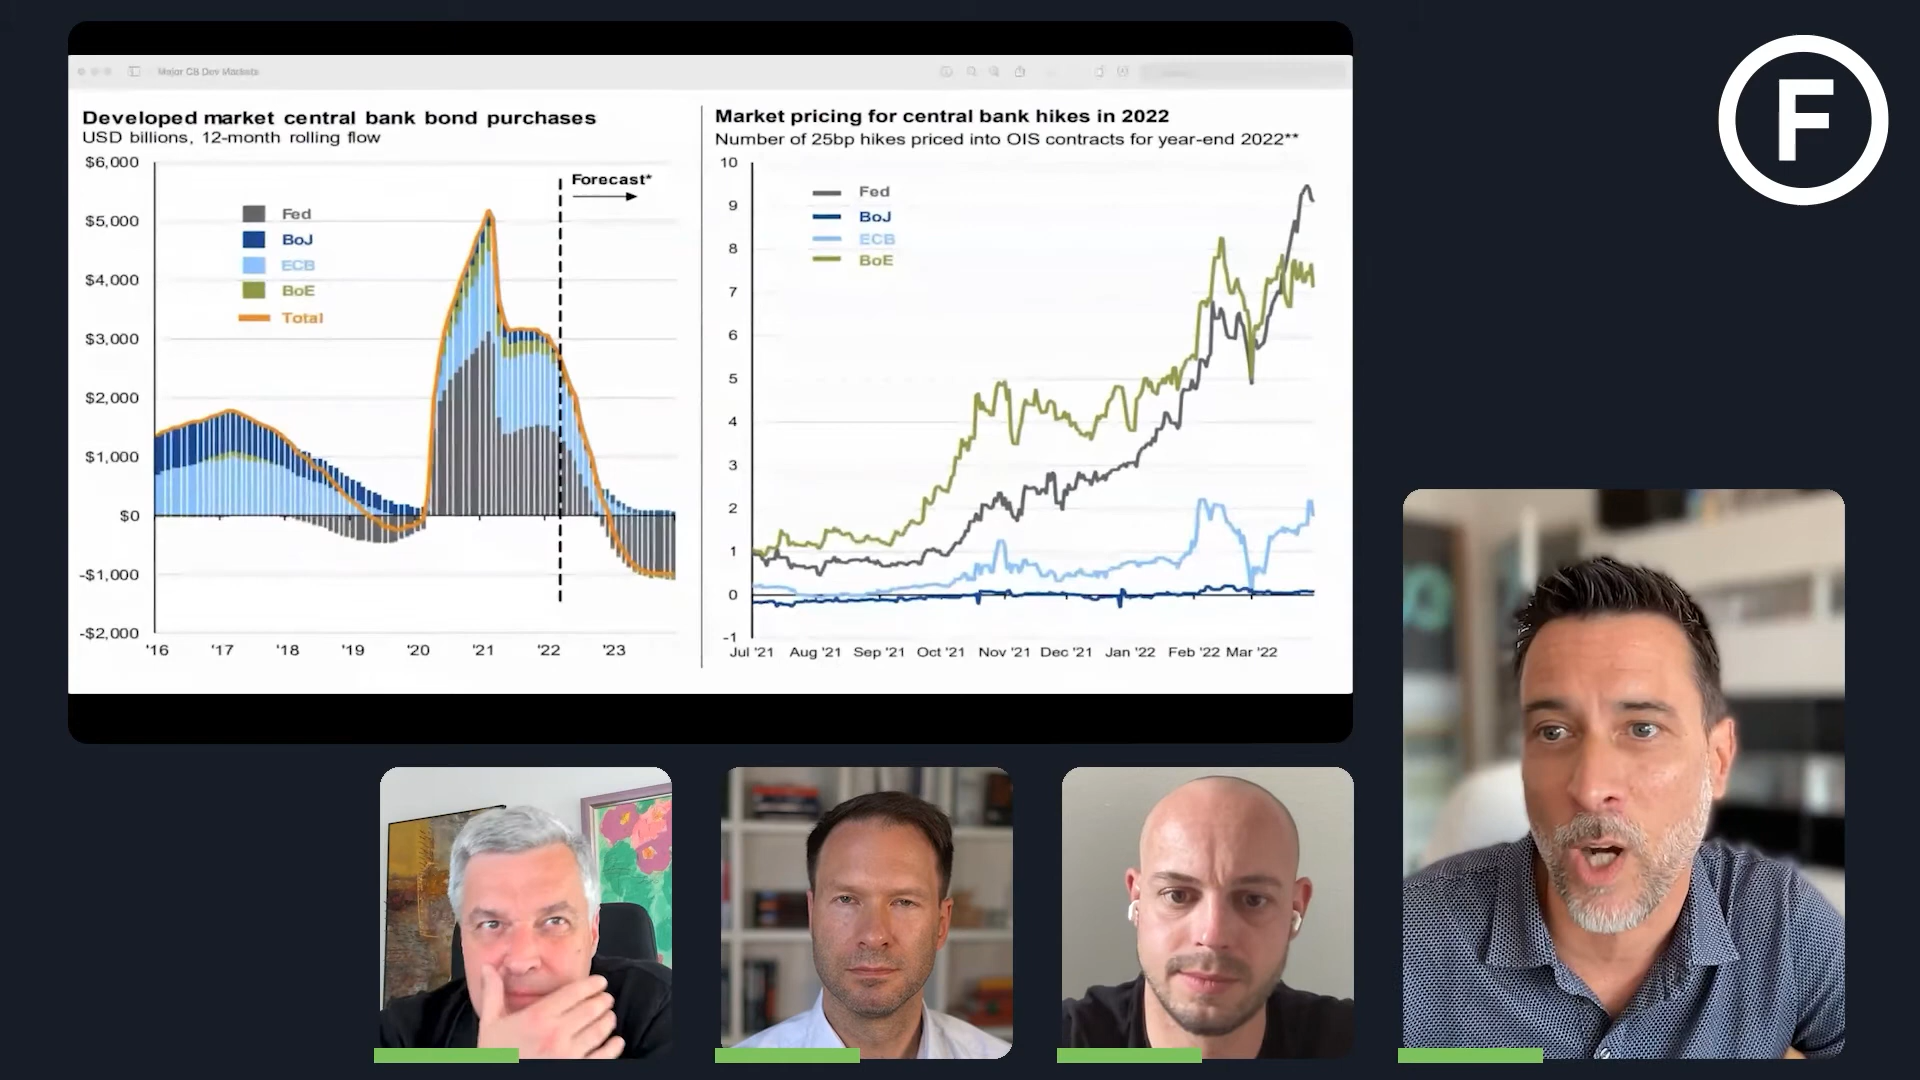 Major CB Dev Markets
Developed market central bank bond purchases
USD billions, 12-month rolling flow
$6,000
$5,000
$4,000
$3,000
$2,000
$1,000
$0
-$1,000
-$2,000
Fed
BoJ
ECB
BoE
Total
Forecast*
'16 '17 '18 '19 '20 '21 '22 '23
Market pricing for central bank hikes in 2022
Number of 25bp hikes priced into OIS contracts for year-end 2022**
10
9
8
7
6
5
4
3
2
1
0
-1
Fed
BoJ
ECB
BoE
Jul '21 Aug '21 Sep '21 Oct '21 Nov '21 Dec '21 Jan '22 Feb '22 Mar '22
F